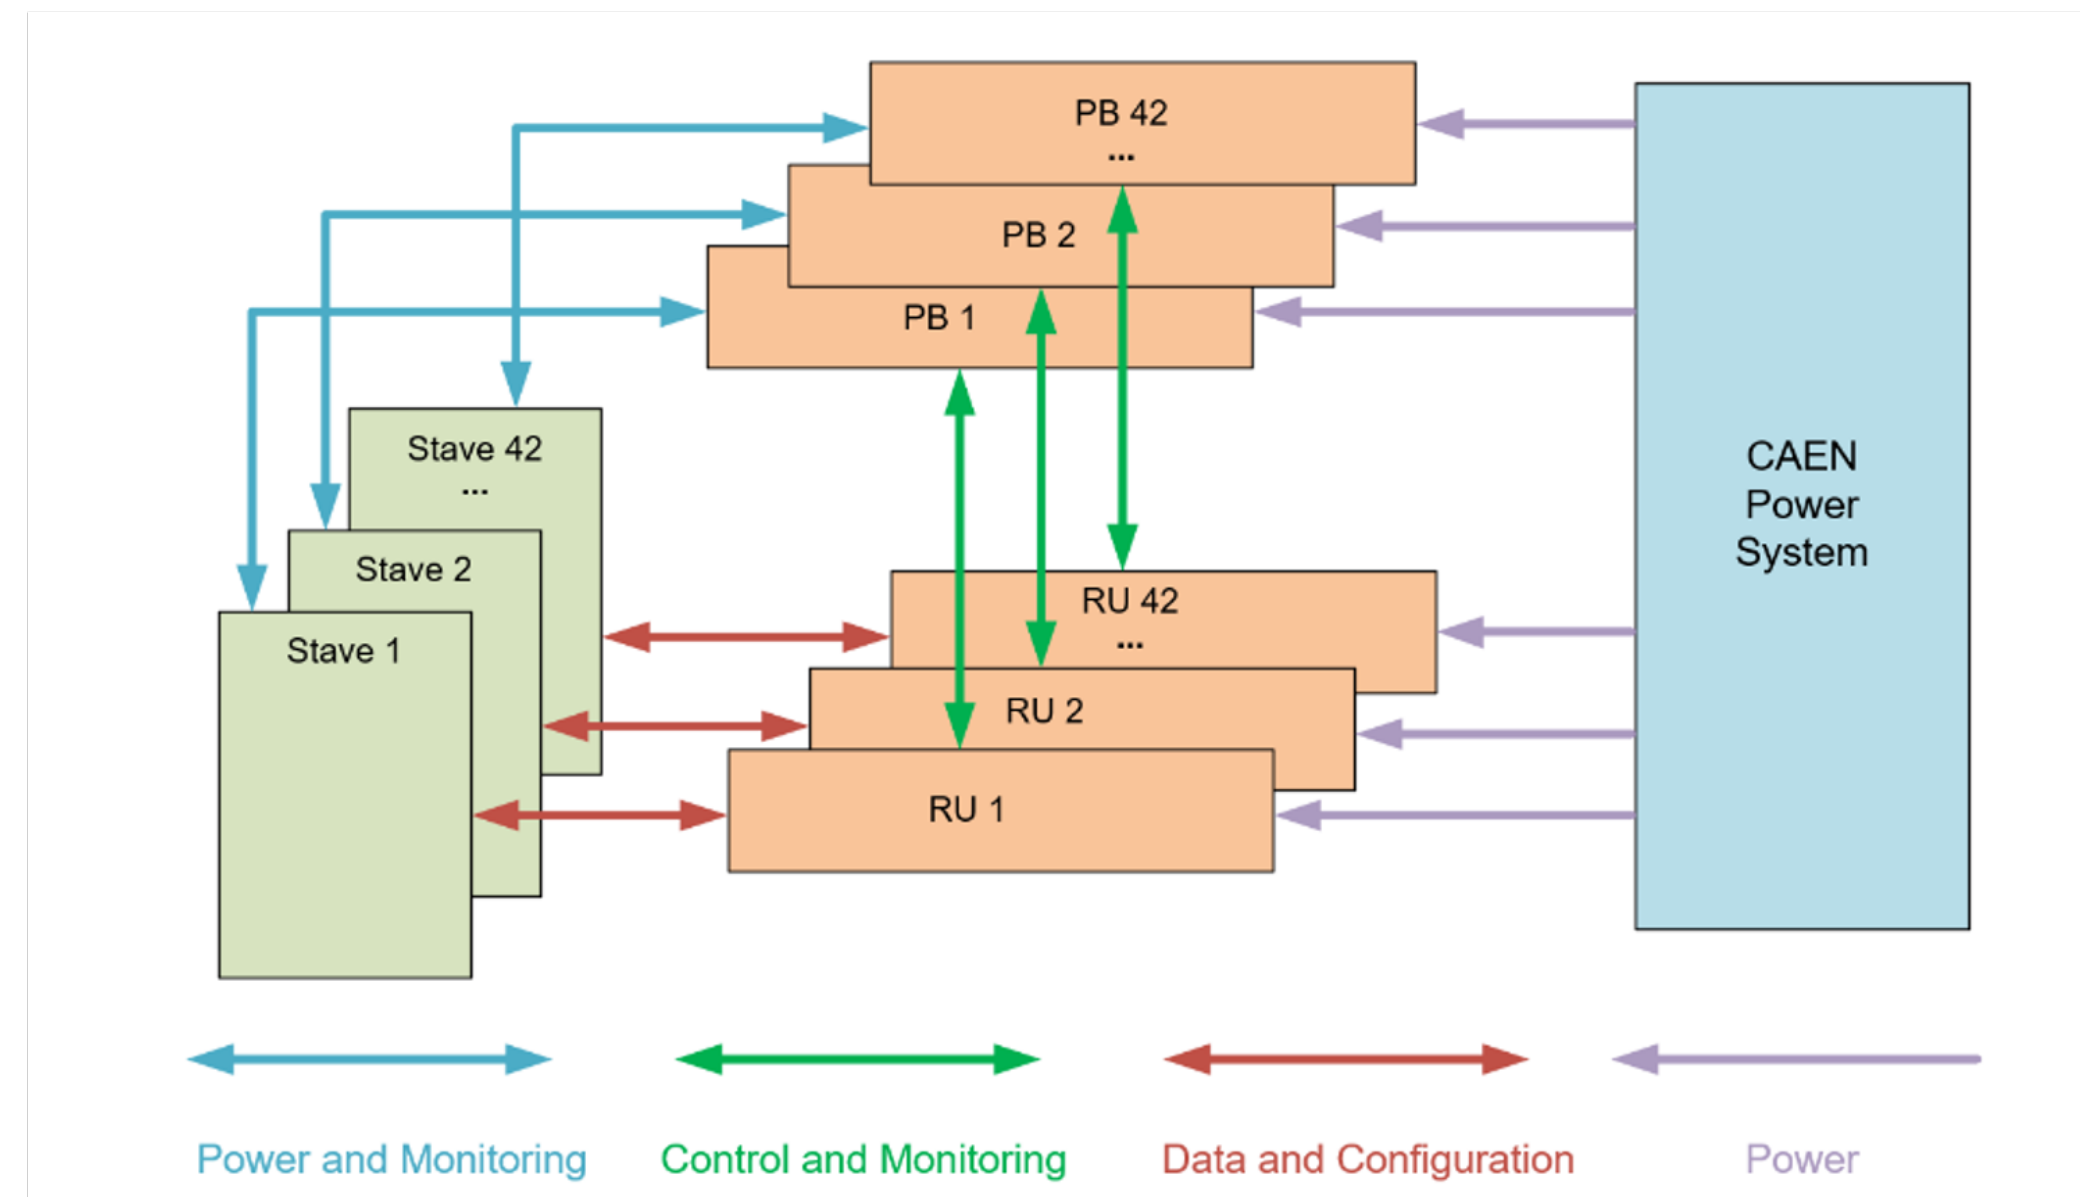 PB 42
...
PB 2
PB 1
Stave 42
...
Stave 2
Stave 1
RU 42
...
RU 2
RU 1
CAEN
Power
System
Power and Monitoring
Control and Monitoring
Data and Configuration
Power